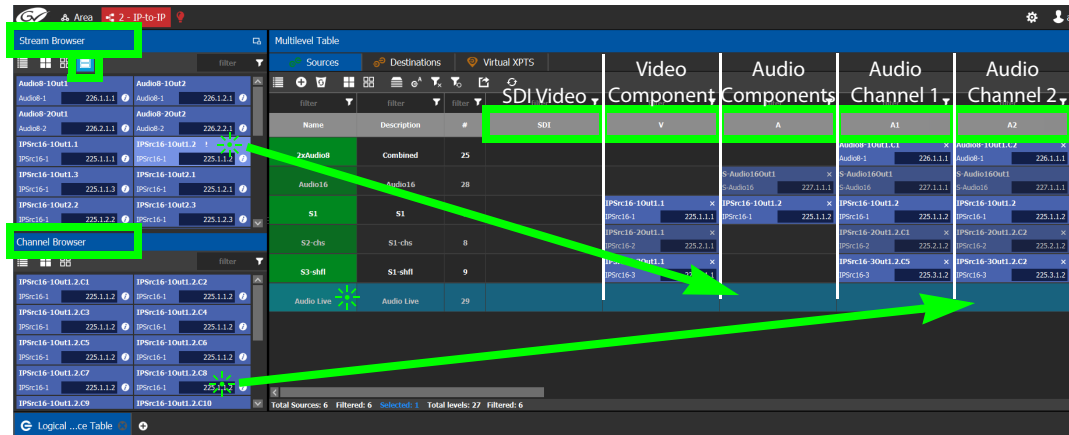 GV Area 2 - IP-to-IP
Stream Browser
filter
Audio8-1Out1 Audio8-1Out2
Audio8-1 226.1.1.1 Audio8-1 226.1.2.1
Audio8-2Out1 Audio8-2Out2
Audio8-2 226.2.1.1 Audio8-2 226.2.2.1
IPSrc16-1Out1.1 IPSrc16-1Out1.2 !
IPSrc16-1 225.1.1.1 IPSrc16-1 225.1.1.2
IPSrc16-1Out1.3 IPSrc16-1Out2.1
IPSrc16-1 225.1.1.3 IPSrc16-1 225.1.2.1
IPSrc16-1Out2.2 IPSrc16-1Out2.3
IPSrc16-1 225.1.2.2 IPSrc16-1 225.1.2.3
Channel Browser
filter
IPSrc16-1Out1.2.C1 IPSrc16-1Out1.2.C2
IPSrc16-1 225.1.1.2 IPSrc16-1 225.1.1.2
IPSrc16-1Out1.2.C3 IPSrc16-1Out1.2.C4
IPSrc16-1 225.1.1.2 IPSrc16-1 225.1.1.2
IPSrc16-1Out1.2.C5 IPSrc16-1Out1.2.C6
IPSrc16-1 225.1.1.2 IPSrc16-1 225.1.1.2
IPSrc16-1Out1.2.C7 IPSrc16-1Out1.2.C8
IPSrc16-1 225.1.1.2 IPSrc16-1 225.1.1.2
IPSrc16-1Out1.2.C9 IPSrc16-1Out1.2.C10
Multilevel Table
Sources Destinations Virtual XPTS
SDI Video
Video
Component
Audio
Components
Audio
Channel 1
Audio
Channel 2
filter filter filter
Name Description # SDI V A A1 A2
2xAudio8 Combined 25 Audio8-1Out1.C1 × Audio8-1Out1.C2 ×
Audio8-1 226.1.1.1 Audio8-1 226.1.1.1
Audio16 Audio16 28 S-Audio16Out1 × S-Audio16Out1 × S-Audio16Out1 ×
S-Audio16 227.1.1.1 S-Audio16 227.1.1.1 S-Audio16 227.1.1.1
S1 S1 IPSrc16-1Out1.1 × IPSrc16-1Out1.2 × IPSrc16-1Out1.2 × IPSrc16-1Out1.2 ×
IPSrc16-1 225.1.1.1 IPSrc16-1 225.1.1.2 IPSrc16-1 225.1.1.2 IPSrc16-1 225.1.1.2
S2-chs S1-chs 8 IPSrc16-2Out1.1 × IPSrc16-2Out1.2.C1 × IPSrc16-2Out1.2.C2 ×
IPSrc16-2 225.2.1.1 IPSrc16-2 225.2.1.2 IPSrc16-2 225.2.1.2
S3-shfl S1-shfl 9 IPSrc16-3Out1.1 × IPSrc16-3Out1.2.C5 × IPSrc16-3Out1.2.C2 ×
IPSrc16-3 IPSrc16-3 225.3.1.2 IPSrc16-3 225.3.1.2
Audio Live Audio Live 29
Total Sources: 6 Filtered: 6 Selected: 1 Total levels: 27 Filtered: 6
Logical ...ce Table